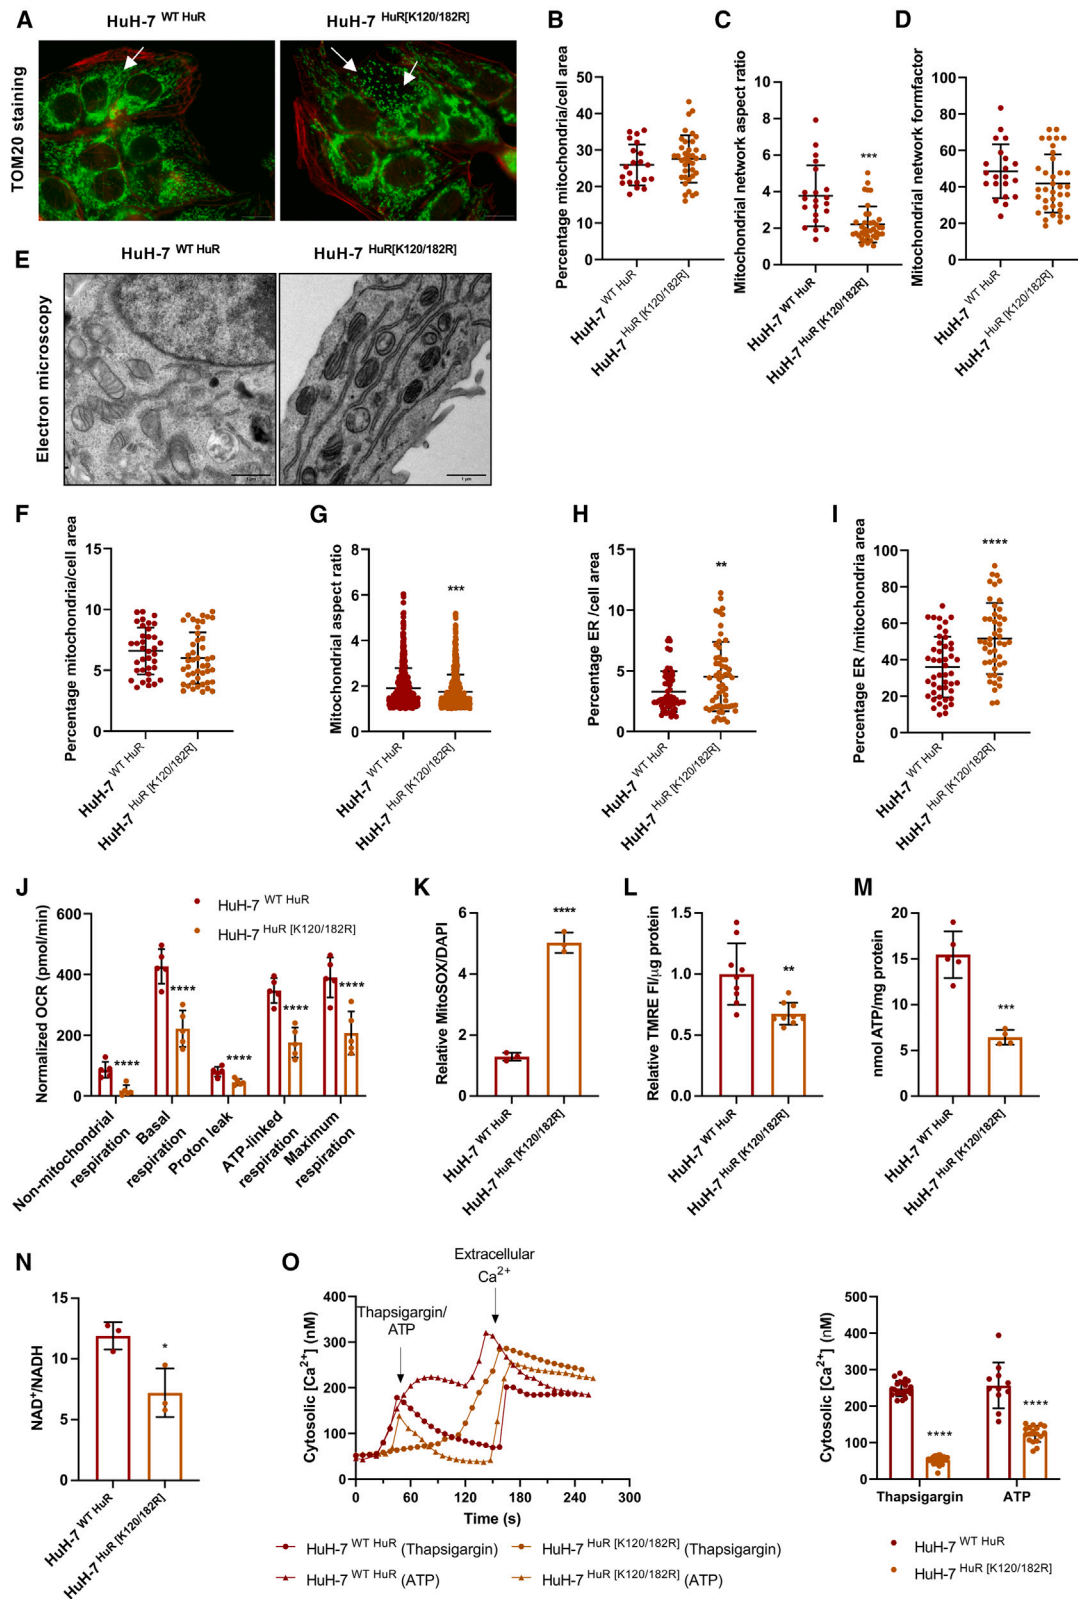 A
HuH-7 WT HuR
HuH-7 HuR[K120/182R]
TOM20 staining
B
Percentage mitochondria/cell area
50
40
30
20
10
0
HuH-7 WT HuR
HuH-7 HuR [K120/182R]
C
Mitochondrial network aspect ratio
10
8
6
4
2
0
***
HuH-7 WT HuR
HuH-7 HuR [K120/182R]
D
Mitochondrial network formfactor
100
80
60
40
20
0
HuH-7 WT HuR
HuH-7 HuR [K120/182R]
E
HuH-7 WT HuR
HuH-7 HuR[K120/182R]
Electron microscopy
1 µm
1 µm
F
Percentage mitochondria/cell area
15
10
5
0
HuH-7 WT HuR
HuH-7 HuR [K120/182R]
G
Mitochondrial aspect ratio
8
6
4
2
0
***
HuH-7 WT HuR
HuH-7 HuR [K120/182R]
H
Percentage ER /cell area
15
10
5
0
**
HuH-7 WT HuR
HuH-7 HuR [K120/182R]
I
Percentage ER /mitochondria area
100
80
60
40
20
0
****
HuH-7 WT HuR
HuH-7 HuR [K120/182R]
J
HuH-7 WT HuR
HuH-7 HuR [K120/182R]
Normalized OCR (pmol/min)
600
400
200
0
****
****
****
****
****
Non-mitochondrial
respiration
Basal
respiration
Proton leak
ATP-linked
respiration
Maximum
respiration
K
Relative MitoSOX/DAPI
6
4
2
0
****
HuH-7 WT HuR
HuH-7 HuR [K120/182R]
L
Relative TMRE FI/µg protein
1.5
1.0
0.5
0.0
**
HuH-7 WT HuR
HuH-7 HuR [K120/182R]
M
nmol ATP/mg protein
20
15
10
5
0
***
HuH-7 WT HuR
HuH-7 HuR [K120/182R]
N
NAD+/NADH
15
10
5
0
*
HuH-7 WT HuR
HuH-7 HuR [K120/182R]
O
Extracellular
Ca2+
Thapsigargin/
ATP
Cytosolic [Ca2+] (nM)
400
300
200
100
0
0
60
120
180
240
300
Time (s)
HuH-7 WT HuR (Thapsigargin)
HuH-7 HuR [K120/182R] (Thapsigargin)
HuH-7 WT HuR (ATP)
HuH-7 HuR [K120/182R] (ATP)
Cytosolic [Ca2+] (nM)
500
400
300
200
100
0
****
****
Thapsigargin
ATP
HuH-7 WT HuR
HuH-7 HuR [K120/182R]